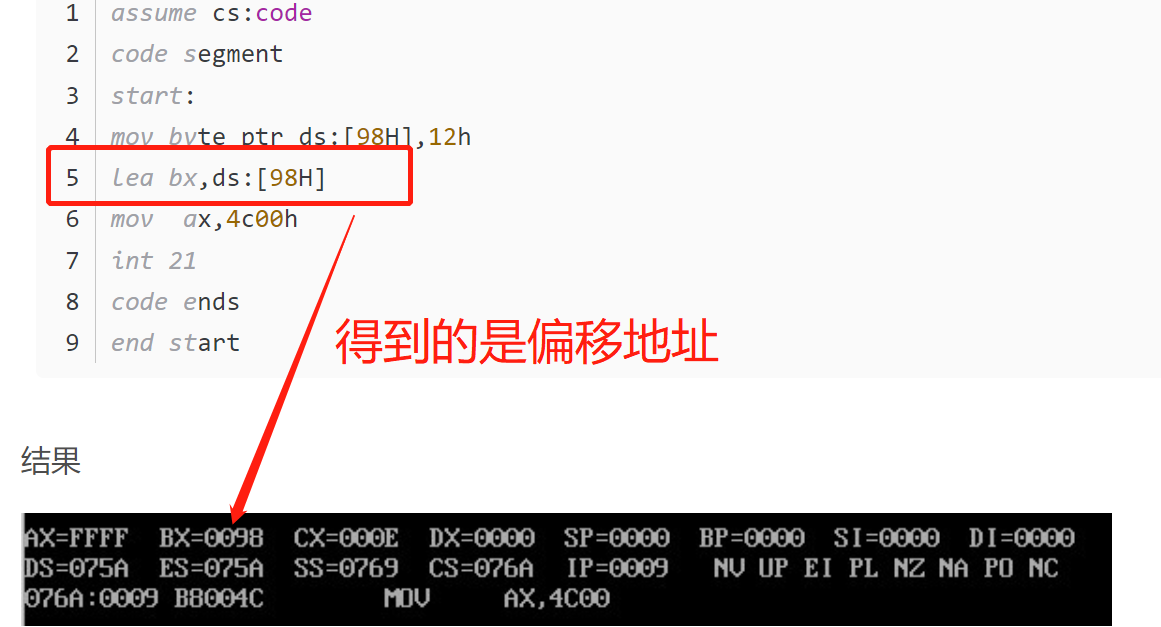 1 assume cs:code
2 code segment
3 start:
4 mov byte ptr ds:[98H],12h
5 lea bx,ds:[98H]
6 mov  ax,4c00h
7 int 21
8 code ends
9 end start
得到的是偏移地址
结果
AX=FFFF  BX=0098  CX=000E  DX=0000  SP=0000  BP=0000  SI=0000  DI=0000
DS=075A  ES=075A  SS=0769  CS=076A  IP=0009   NV UP EI PL NZ NA PO NC
076A:0009 B8004C        MOV     AX,4C00